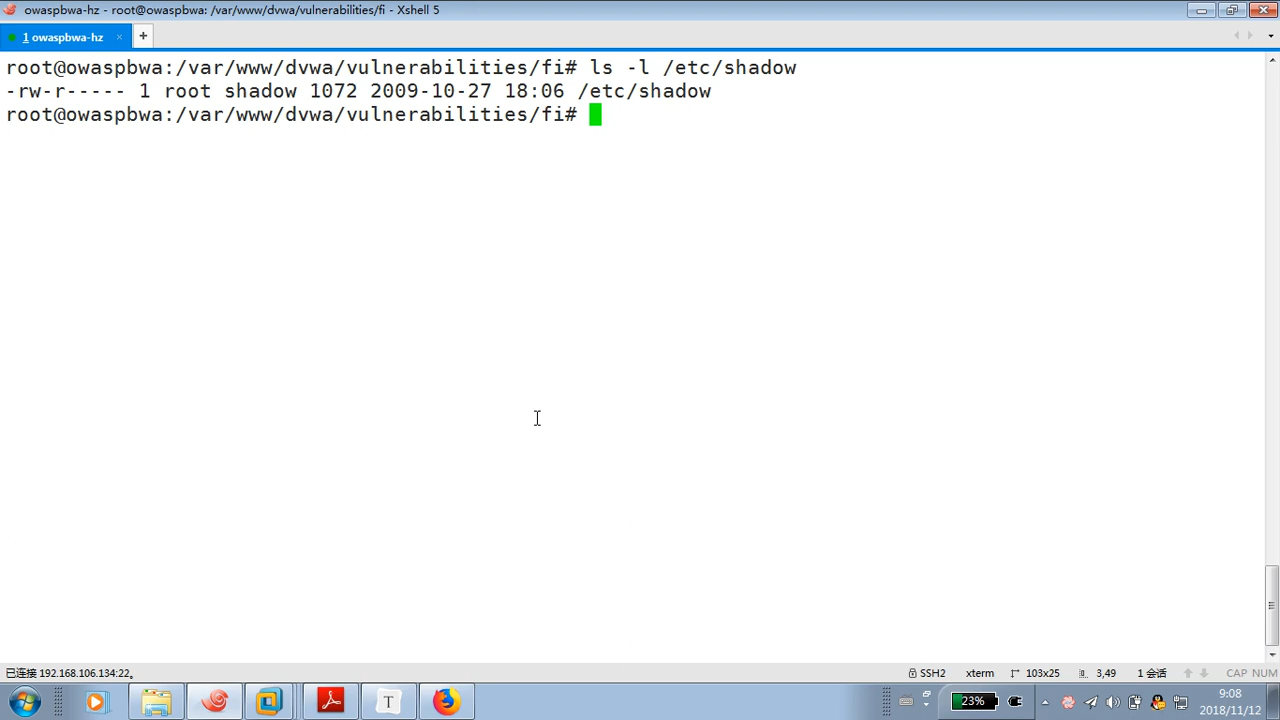 owaspbwa-hz - root@owaspbwa: /var/www/dvwa/vulnerabilities/fi - Xshell 5
1 owaspbwa-hz × +
root@owaspbwa:/var/www/dvwa/vulnerabilities/fi# ls -l /etc/shadow
-rw-r----- 1 root shadow 1072 2009-10-27 18:06 /etc/shadow
root@owaspbwa:/var/www/dvwa/vulnerabilities/fi#
已连接 192.168.106.134:22。 SSH2 xterm 103x25 3,49 1 会话 CAP NUM
T 23% 9:08
2018/11/12